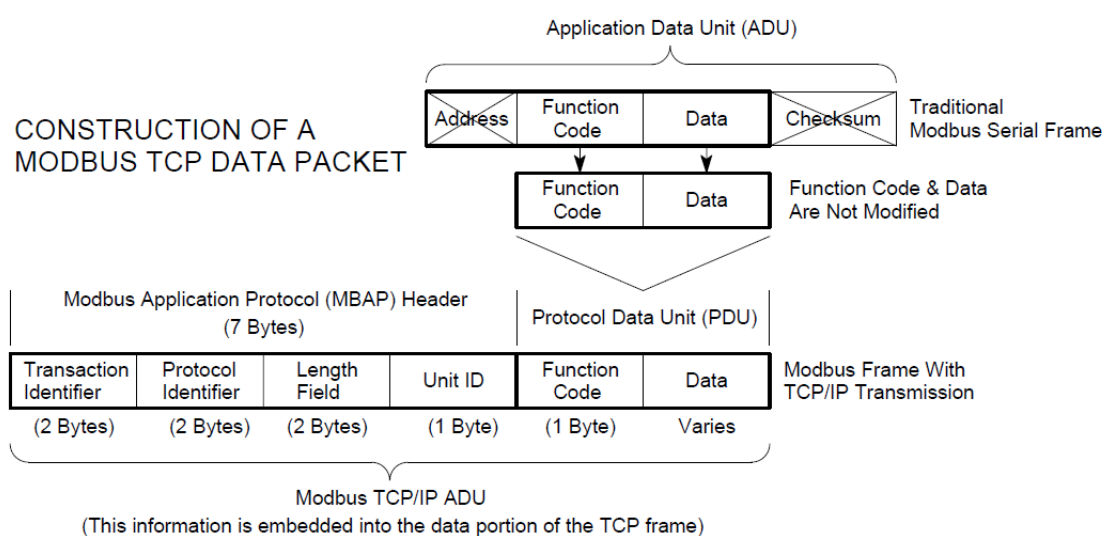 Application Data Unit (ADU)
CONSTRUCTION OF A
MODBUS TCP DATA PACKET
Address
Function
Code
Data
Checksum
Traditional
Modbus Serial Frame
Function
Code
Data
Function Code & Data
Are Not Modified
Modbus Application Protocol (MBAP) Header
(7 Bytes)
Protocol Data Unit (PDU)
Transaction
Identifier
Protocol
Identifier
Length
Field
Unit ID
Function
Code
Data
Modbus Frame With
TCP/IP Transmission
(2 Bytes)
(2 Bytes)
(2 Bytes)
(1 Byte)
(1 Byte)
Varies
Modbus TCP/IP ADU
(This information is embedded into the data portion of the TCP frame)